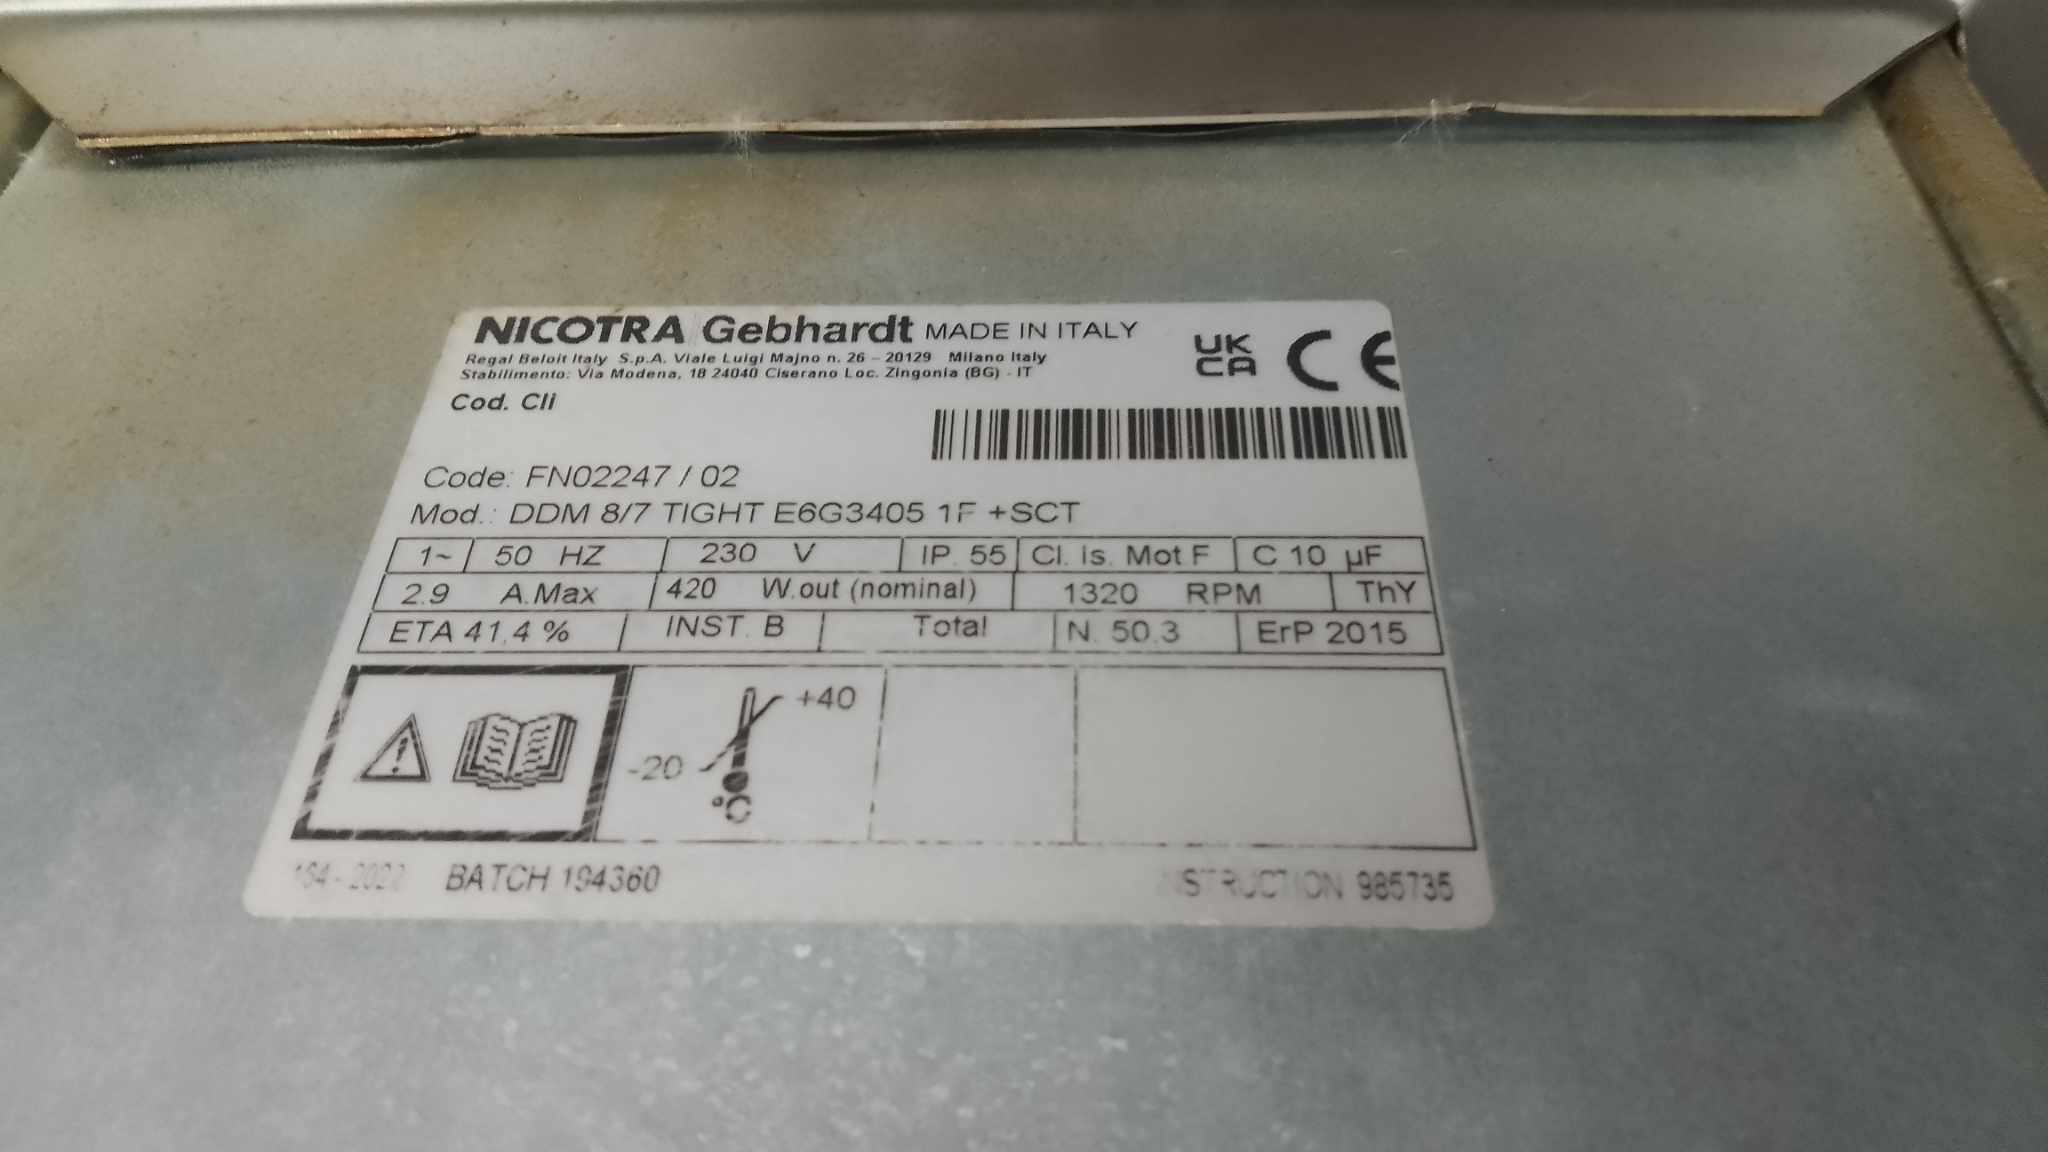 NICOTRA Gebhardt MADE IN ITALY
Regal Beloit Italy S.p.A. Viale Luigi Majno n. 26 - 20129 Milano Italy
Stabilimento: Via Modena, 18 24040 Ciserano Loc. Zingonia (BG) - IT
UK
CA CE
Cod. Cli
Code: FN02247 / 02
Mod.: DDM 8/7 TIGHT E6G3405 1F +SCT
1~ 50 HZ 230 V IP. 55 Cl. is. Mot F C 10 µF
2.9 A.Max 420 W.out (nominal) 1320 RPM ThY
ETA 41,4 % INST. B Total N. 50.3 ErP 2015
+40
-20
BATCH 194360 INSTRUCTION 985735